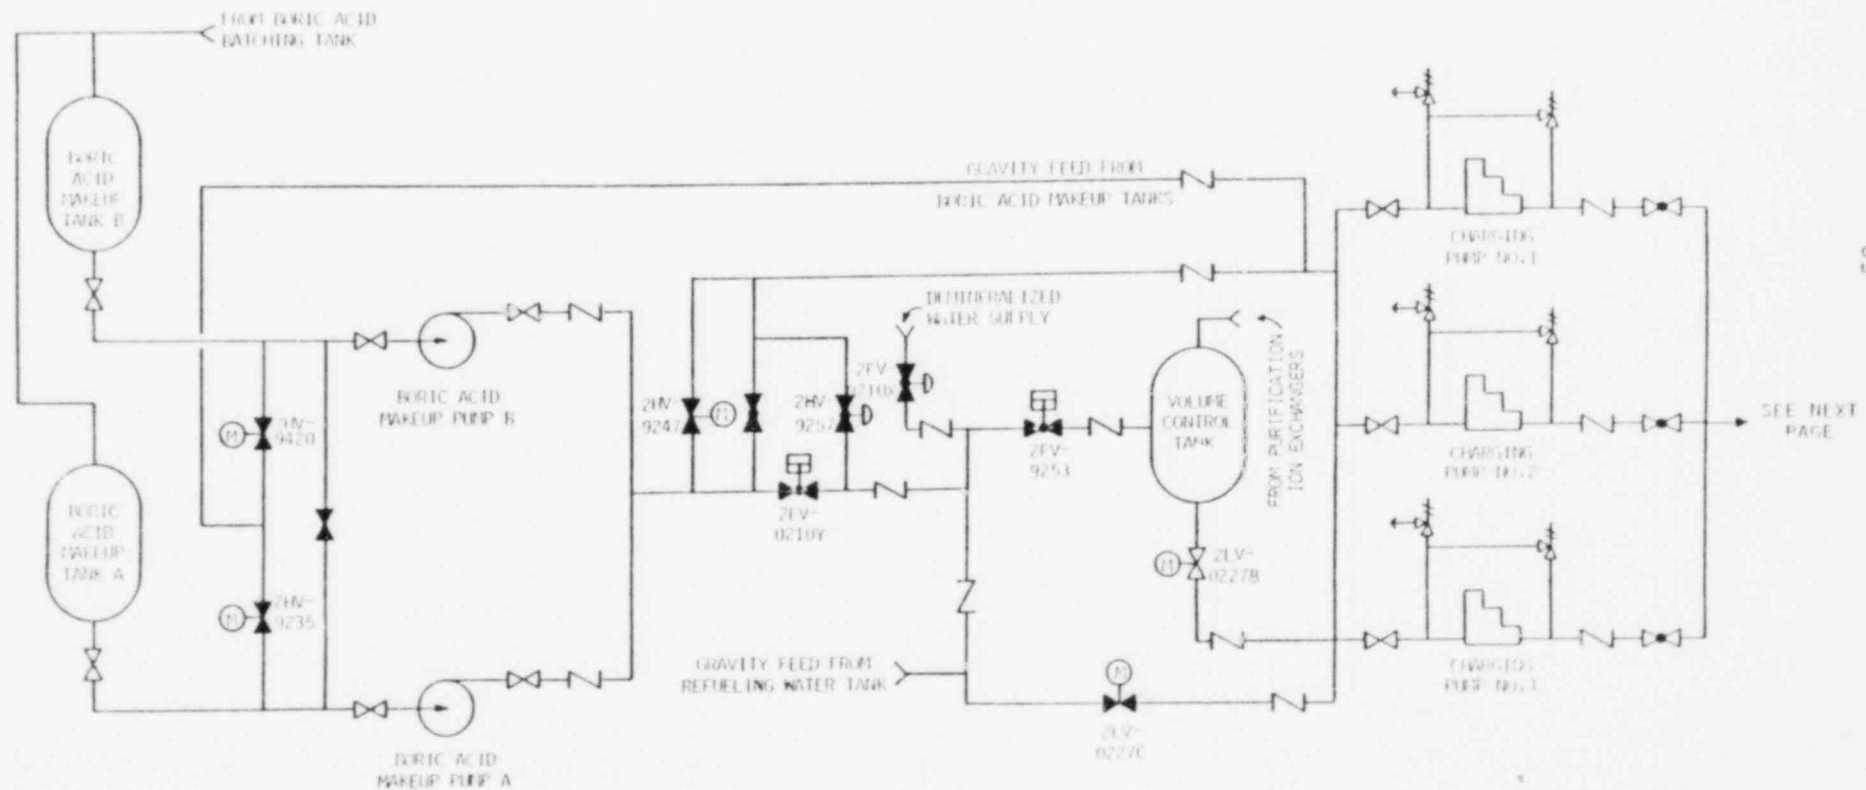 FROM BORIC ACID
BATCHING TANK
BORIC
ACID
MAKEUP
TANK B
GRAVITY FEED FROM
BORIC ACID MAKEUP TANKS
CHARGING
PUMP NO.1
DEMINERALIZED
WATER SUPPLY
BORIC ACID
MAKEUP PUMP B
2HV-
9420
M
2HV-
9247
M
2HV-
9257
2FV-
0210X
2FV-
9253
VOLUME
CONTROL
TANK
FROM PURIFICATION
ION EXCHANGERS
CHARGING
PUMP NO.2
SEE NEXT
PAGE
BORIC
ACID
MAKEUP
TANK A
2FV-
0210Y
M
2HV-
9235
M
2LV-
0227B
GRAVITY FEED FROM
REFUELING WATER TANK
M
2LV-
0227C
CHARGING
PUMP NO.3
BORIC ACID
MAKEUP PUMP A